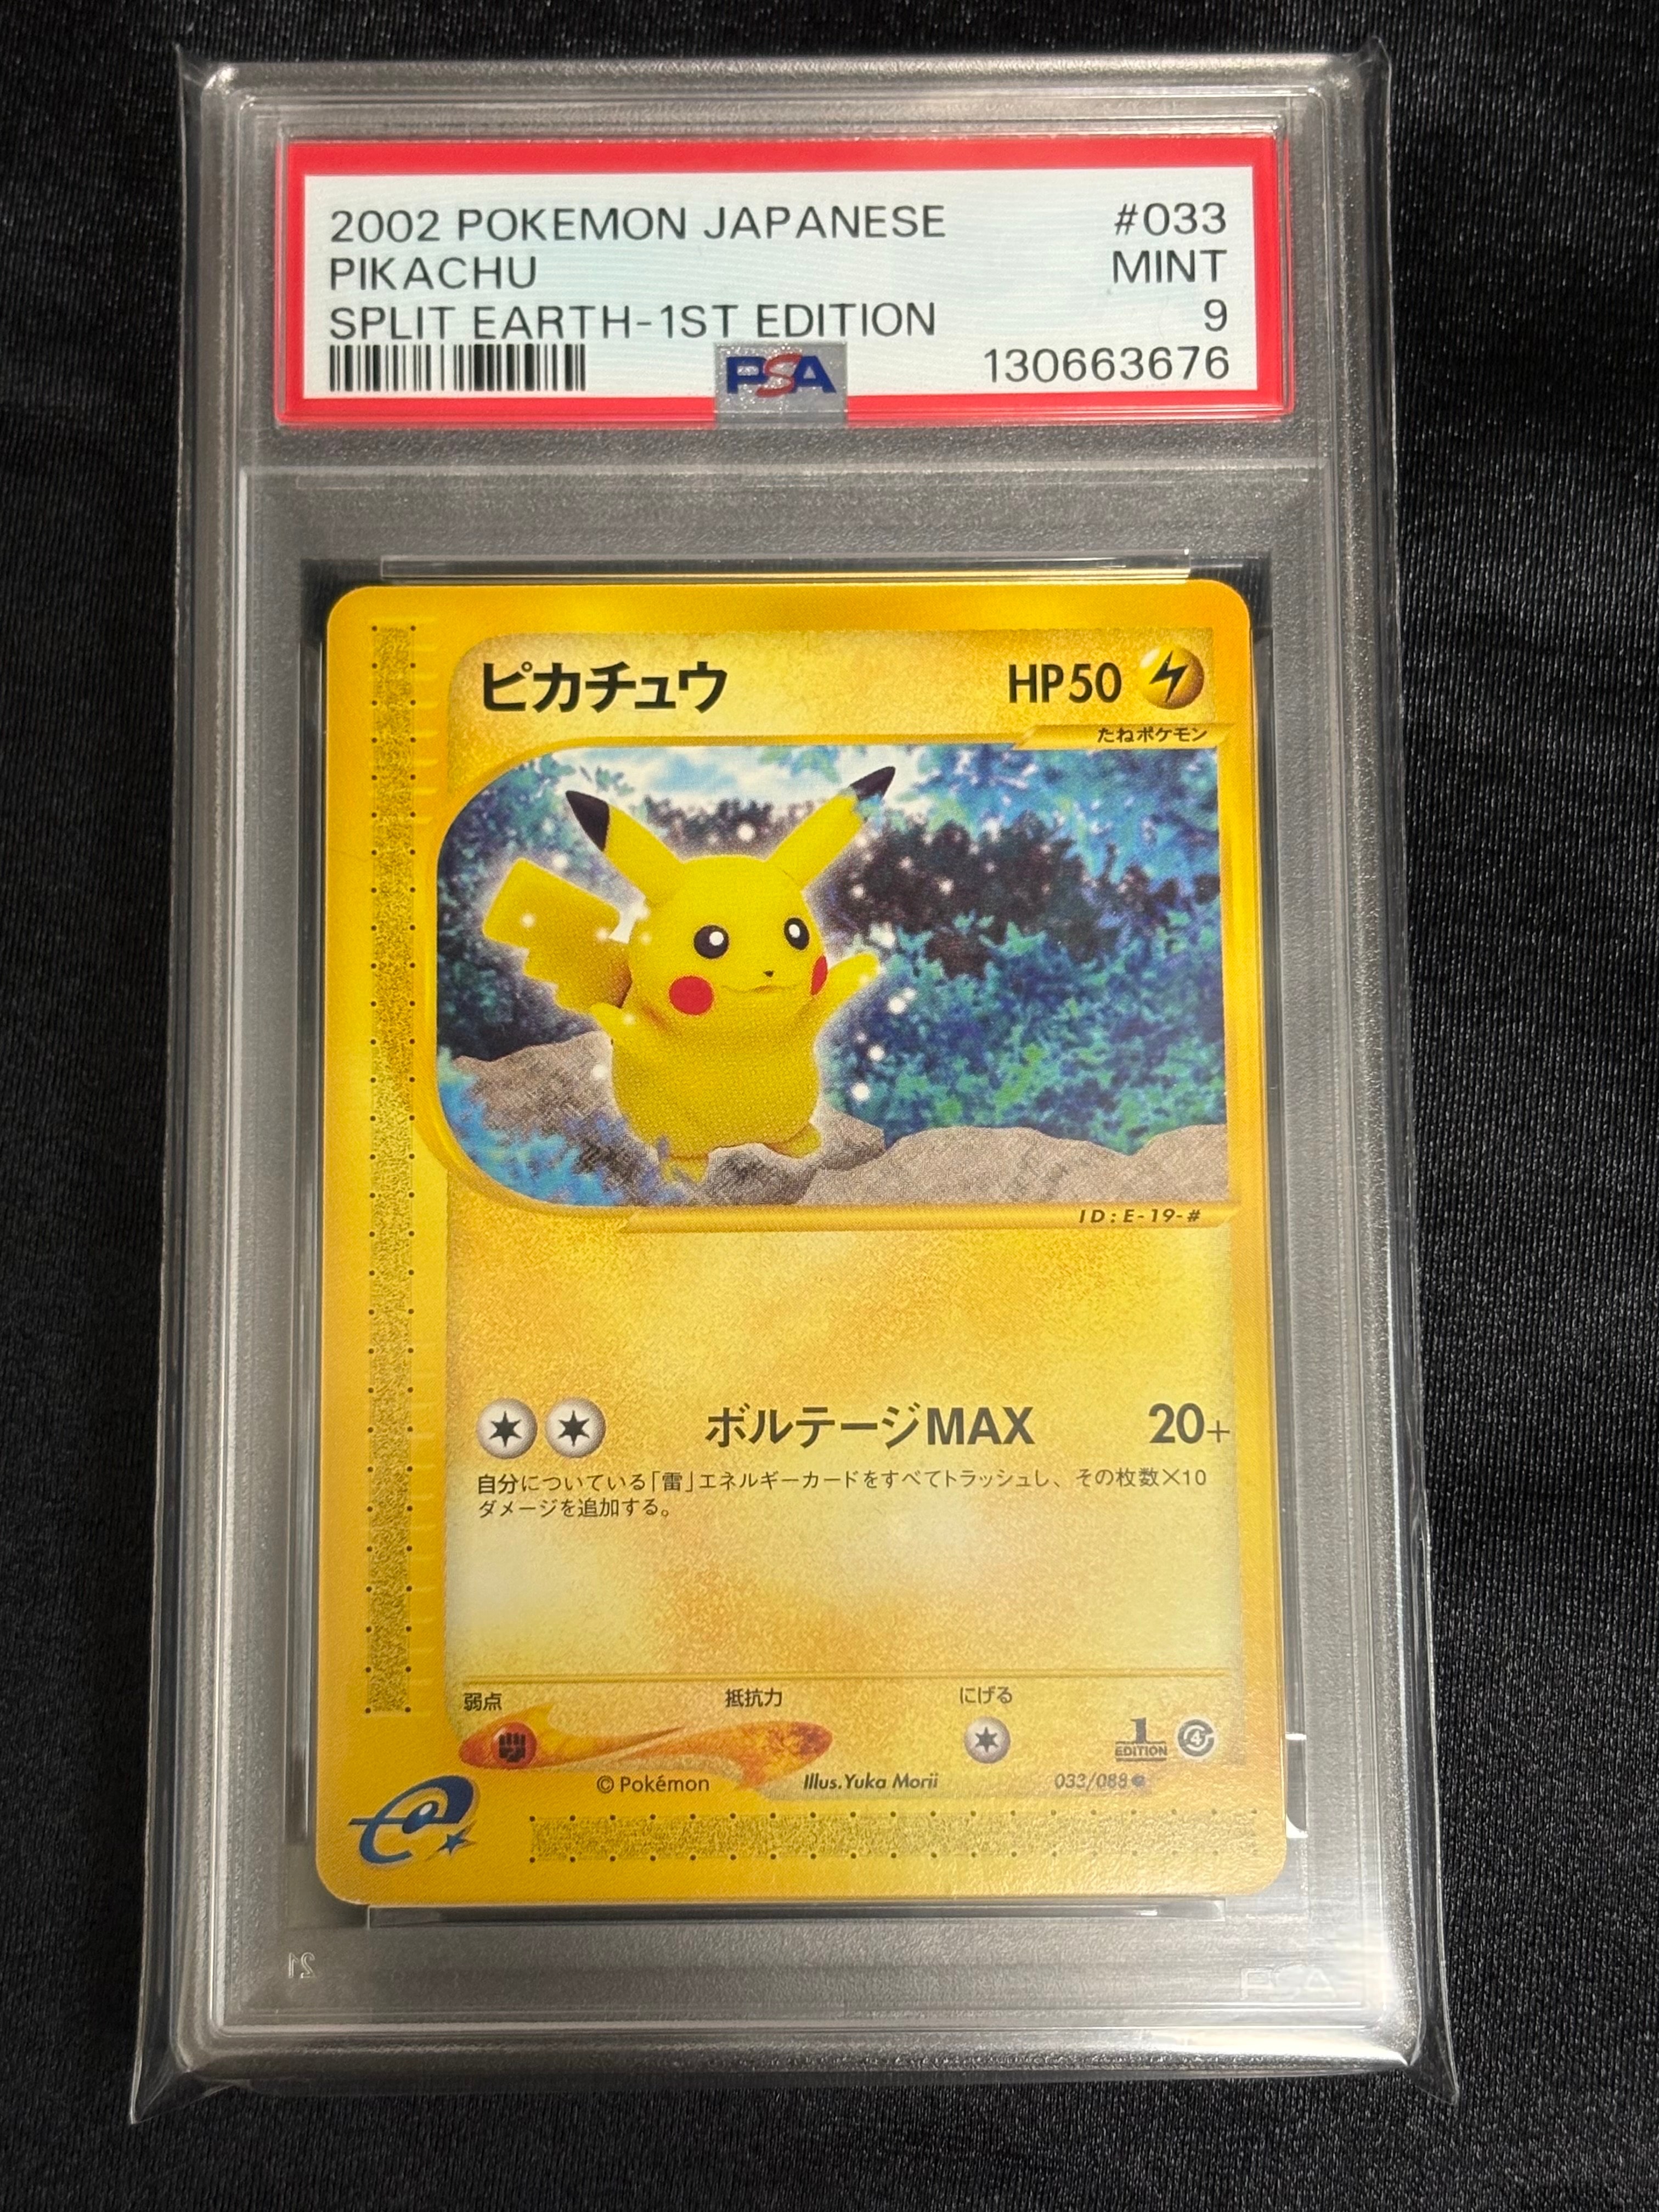 2002 POKEMON JAPANESE #033
PIKACHU MINT
SPLIT EARTH-1ST EDITION 9
PSA 130663676
ピカチュウ HP50
たねポケモン
ID:E-19-#
ボルテージMAX 20+
自分についている「雷」エネルギーカードをすべてトラッシュし、その枚数×10
ダメージを追加する。
弱点 抵抗力 にげる
1 EDITION 4
© Pokémon Illus.Yuka Morii 033/088
e
21 PSA